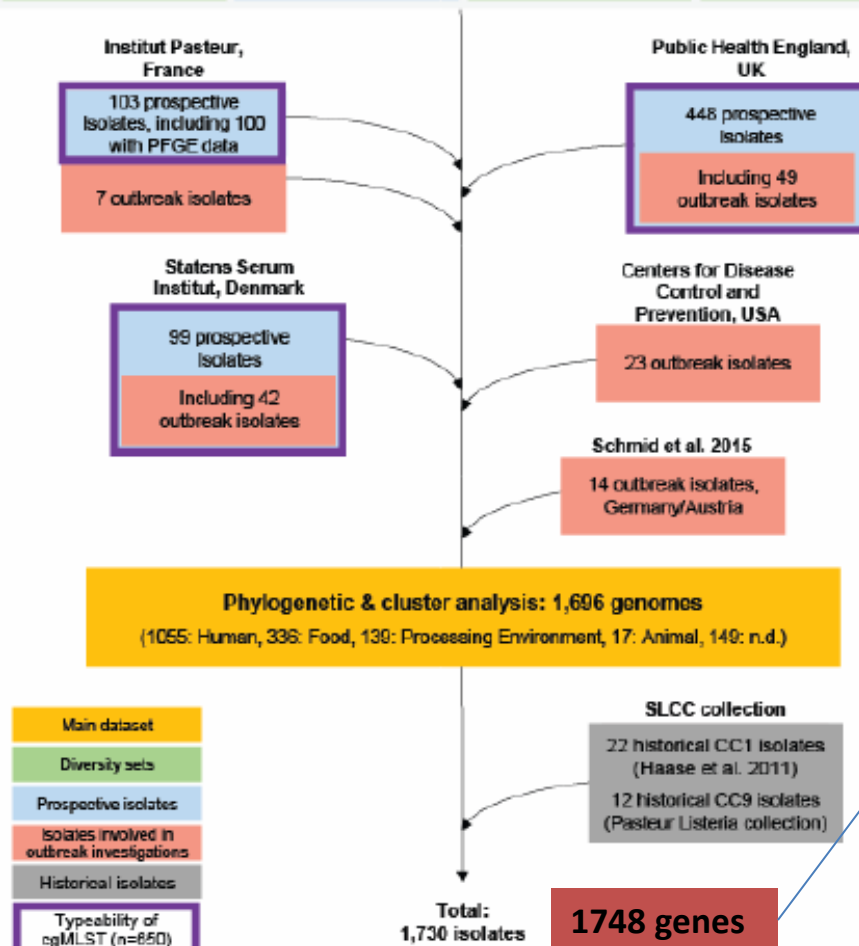 Institut Pasteur,
France
103 prospective
Isolates, including 100
with PFGE data
7 outbreak isolates
Public Health England,
UK
448 prospective
Isolates
Including 49
outbreak isolates
Statens Serum
Institut, Denmark
99 prospective
Isolates
Including 42
outbreak isolates
Centers for Disease
Control and
Prevention, USA
23 outbreak isolates
Schmid et al. 2015
14 outbreak isolates,
Germany/Austria
Phylogenetic & cluster analysis: 1,696 genomes
(1055: Human, 336: Food, 139: Processing Environment, 17: Animal, 149: n.d.)
Main dataset
Diversity sets
Prospective isolates
Isolates involved in
outbreak investigations
Historical isolates
Typeability of
cgMLST (n=650)
SLCC collection
22 historical CC1 isolates
(Haase et al. 2011)
12 historical CC9 isolates
(Pasteur Listeria collection)
Total:
1,730 isolates
1748 genes